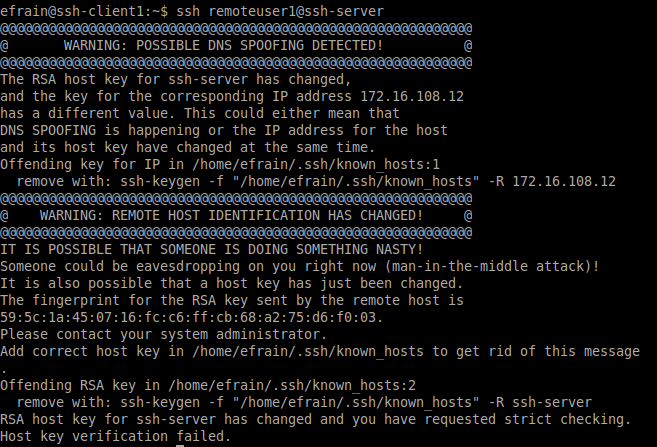 efrain@ssh-client1:~$ ssh remoteuser1@ssh-server
@@@@@@@@@@@@@@@@@@@@@@@@@@@@@@@@@@@@@@@@@@@@@@@@@@@@@@@@@@@
@       WARNING: POSSIBLE DNS SPOOFING DETECTED!          @
@@@@@@@@@@@@@@@@@@@@@@@@@@@@@@@@@@@@@@@@@@@@@@@@@@@@@@@@@@@
The RSA host key for ssh-server has changed,
and the key for the corresponding IP address 172.16.108.12
has a different value. This could either mean that
DNS SPOOFING is happening or the IP address for the host
and its host key have changed at the same time.
Offending key for IP in /home/efrain/.ssh/known_hosts:1
  remove with: ssh-keygen -f "/home/efrain/.ssh/known_hosts" -R 172.16.108.12
@@@@@@@@@@@@@@@@@@@@@@@@@@@@@@@@@@@@@@@@@@@@@@@@@@@@@@@@@@@
@    WARNING: REMOTE HOST IDENTIFICATION HAS CHANGED!     @
@@@@@@@@@@@@@@@@@@@@@@@@@@@@@@@@@@@@@@@@@@@@@@@@@@@@@@@@@@@
IT IS POSSIBLE THAT SOMEONE IS DOING SOMETHING NASTY!
Someone could be eavesdropping on you right now (man-in-the-middle attack)!
It is also possible that a host key has just been changed.
The fingerprint for the RSA key sent by the remote host is
59:5c:1a:45:07:16:fc:c6:ff:cb:68:a2:75:d6:f0:03.
Please contact your system administrator.
Add correct host key in /home/efrain/.ssh/known_hosts to get rid of this message
.
Offending RSA key in /home/efrain/.ssh/known_hosts:2
  remove with: ssh-keygen -f "/home/efrain/.ssh/known_hosts" -R ssh-server
RSA host key for ssh-server has changed and you have requested strict checking.
Host key verification failed.